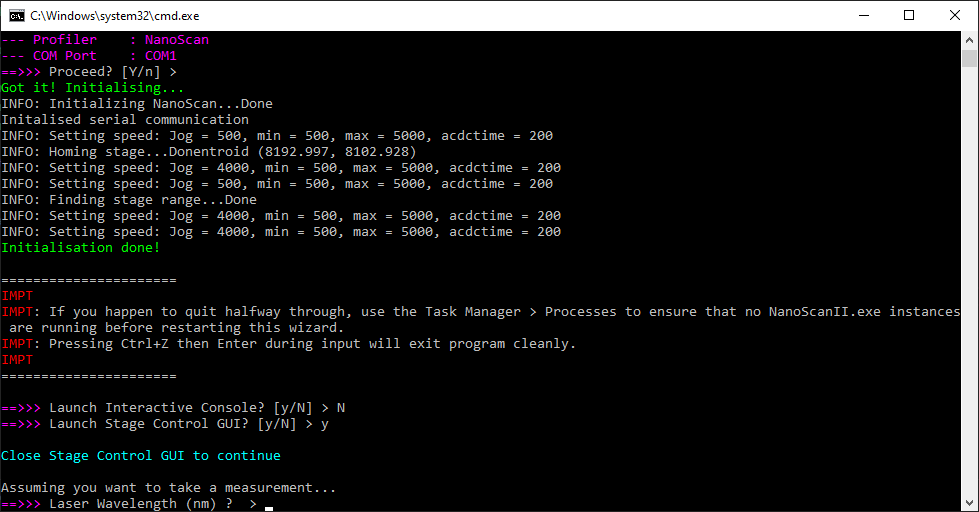 C:\Windows\system32\cmd.exe
--- Profiler    : NanoScan
--- COM Port    : COM1
==>>> Proceed? [Y/n] >
Got it! Initialising...
INFO: Initializing NanoScan...Done
Initalised serial communication
INFO: Setting speed: Jog = 500, min = 500, max = 5000, acdctime = 200
INFO: Homing stage...Donentroid (8192.997, 8102.928)
INFO: Setting speed: Jog = 4000, min = 500, max = 5000, acdctime = 200
INFO: Setting speed: Jog = 500, min = 500, max = 5000, acdctime = 200
INFO: Finding stage range...Done
INFO: Setting speed: Jog = 4000, min = 500, max = 5000, acdctime = 200
INFO: Setting speed: Jog = 4000, min = 500, max = 5000, acdctime = 200
Initialisation done!
======================
IMPT
IMPT: If you happen to quit halfway through, use the Task Manager > Processes to ensure that no NanoScanII.exe instances
 are running before restarting this wizard.
IMPT: Pressing Ctrl+Z then Enter during input will exit program cleanly.
IMPT
======================
==>>> Launch Interactive Console? [y/N] > N
==>>> Launch Stage Control GUI? [y/N] > y
Close Stage Control GUI to continue
Assuming you want to take a measurement...
==>>> Laser Wavelength (nm) ?  >